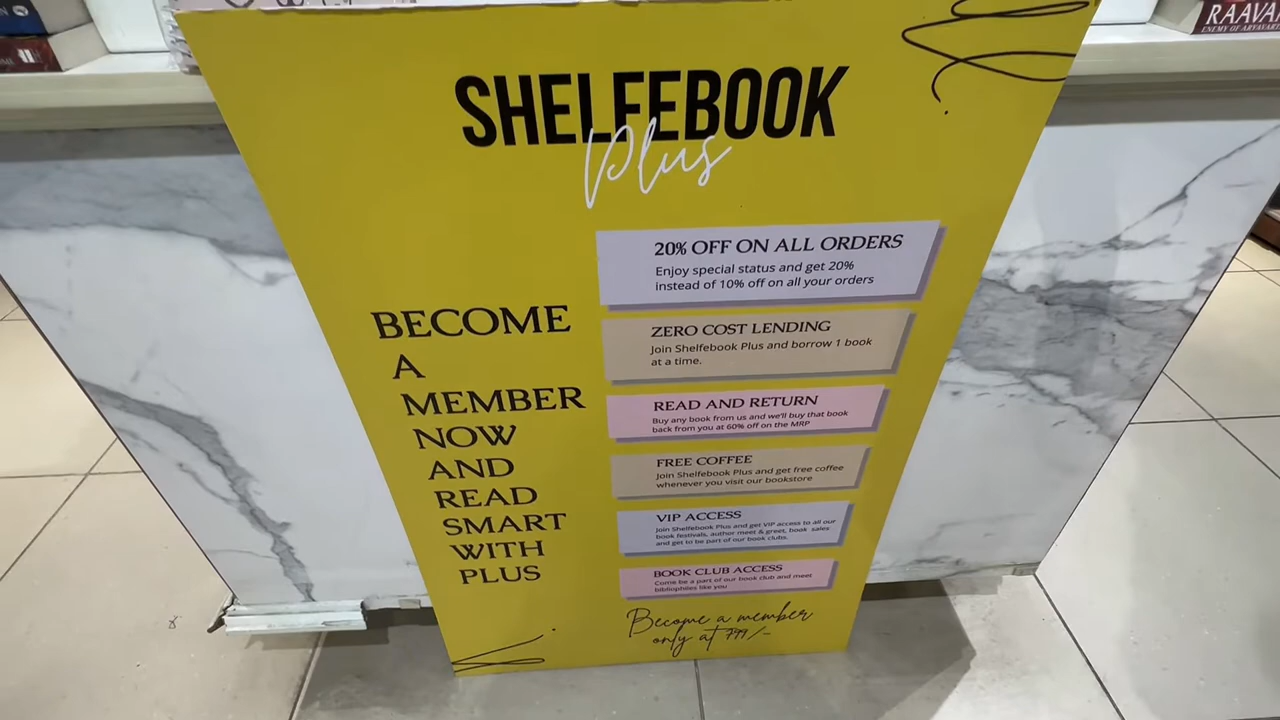 RAAVAN
ENEMY OF ARYAVARTA
SHELFEBOOK
Plus
BECOME
A
MEMBER
NOW
AND
READ
SMART
WITH
PLUS
20% OFF ON ALL ORDERS
Enjoy special status and get 20%
instead of 10% off on all your orders
ZERO COST LENDING
Join Shelfebook Plus and borrow 1 book
at a time.
READ AND RETURN
Buy any book from us and we'll buy that book
back from you at 60% off on the MRP
FREE COFFEE
Join Shelfebook Plus and get free coffee
whenever you visit our bookstore
VIP ACCESS
Join Shelfebook Plus and get VIP access to all our
book festivals, author meet & greet, book sales
and get to be part of our book clubs.
BOOK CLUB ACCESS
Come be a part of our book club and meet
bibliophiles like you
Become a member
only at 799/-